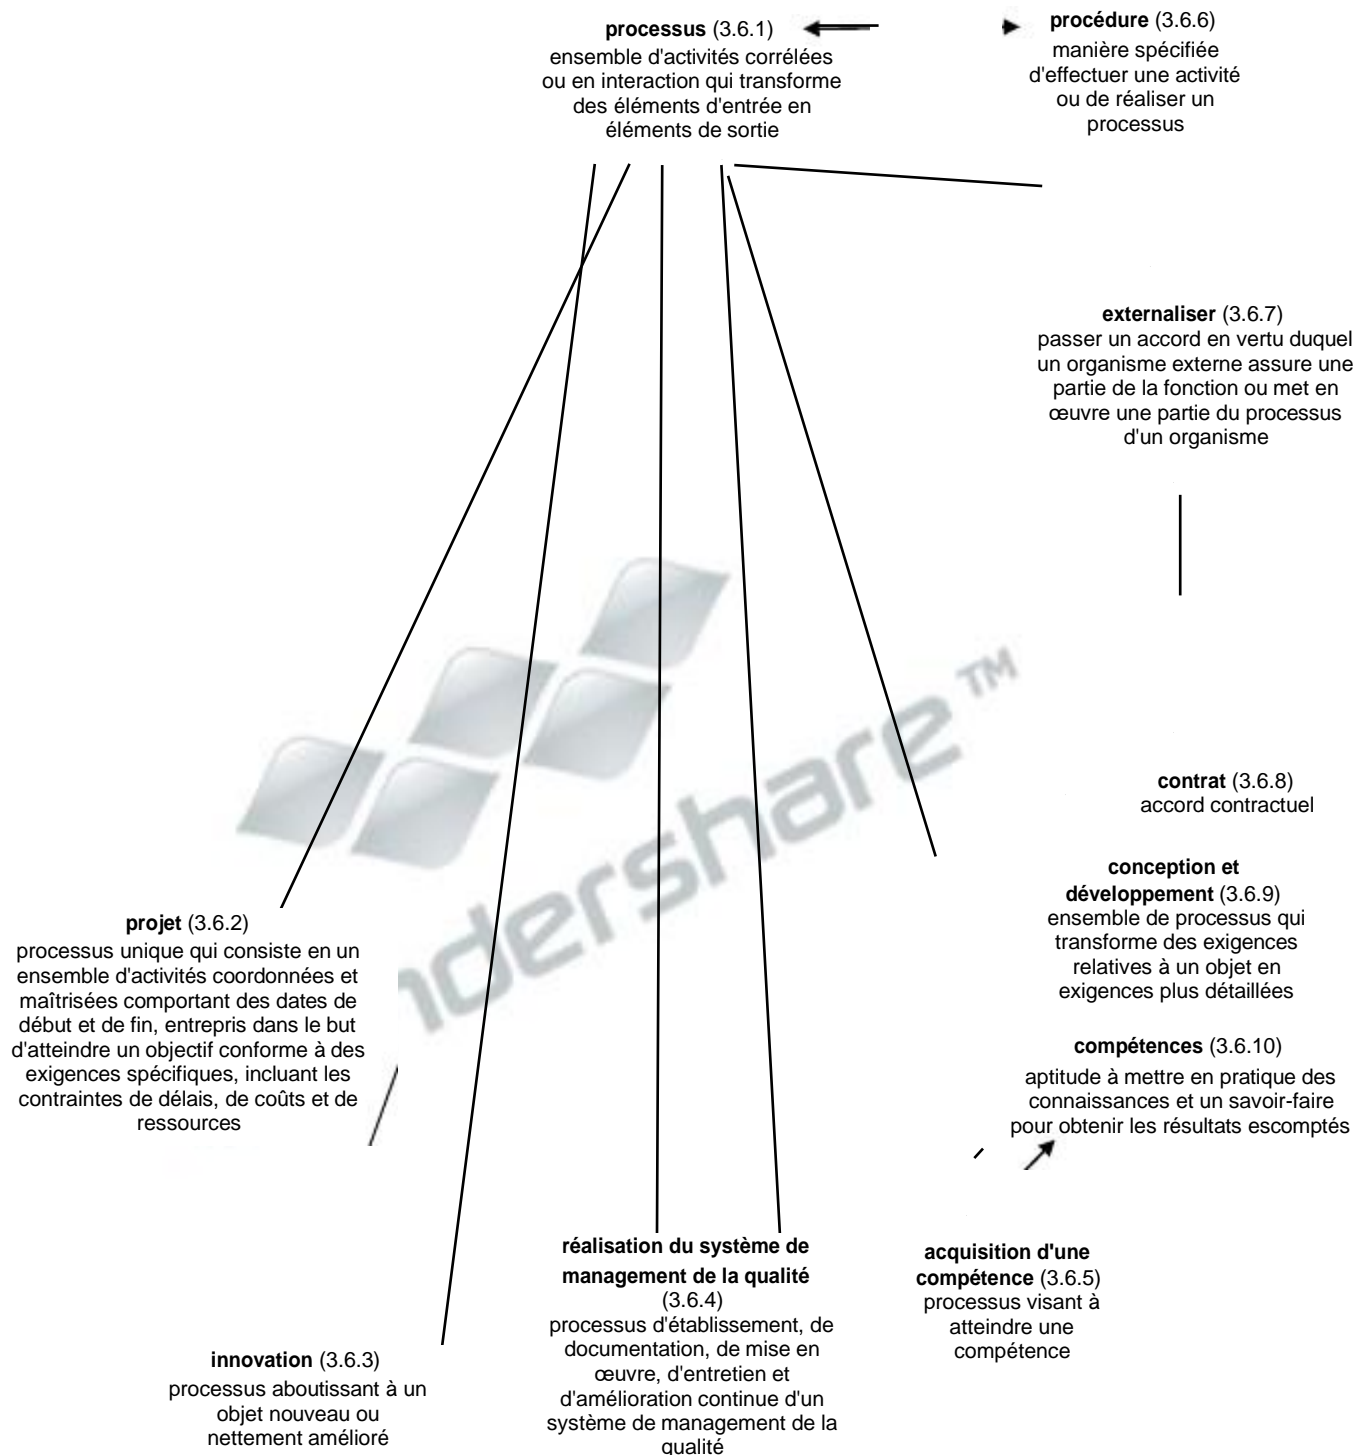 processus (3.6.1)
ensemble d'activités corrélées
ou en interaction qui transforme
des éléments d'entrée en
éléments de sortie
procédure (3.6.6)
manière spécifiée
d'effectuer une activité
ou de réaliser un
processus
externaliser (3.6.7)
passer un accord en vertu duquel
un organisme externe assure une
partie de la fonction ou met en
œuvre une partie du processus
d'un organisme
contrat (3.6.8)
accord contractuel
conception et
développement (3.6.9)
ensemble de processus qui
transforme des exigences
relatives à un objet en
exigences plus détaillées
projet (3.6.2)
processus unique qui consiste en un
ensemble d'activités coordonnées et
maîtrisées comportant des dates de
début et de fin, entrepris dans le but
d'atteindre un objectif conforme à des
exigences spécifiques, incluant les
contraintes de délais, de coûts et de
ressources
compétences (3.6.10)
aptitude à mettre en pratique des
connaissances et un savoir-faire
pour obtenir les résultats escomptés
réalisation du système de
management de la qualité
(3.6.4)
processus d'établissement, de
documentation, de mise en
œuvre, d'entretien et
d'amélioration continue d'un
système de management de la
qualité
acquisition d'une
compétence (3.6.5)
processus visant à
atteindre une
compétence
innovation (3.6.3)
processus aboutissant à un
objet nouveau ou
nettement amélioré
ndershare™